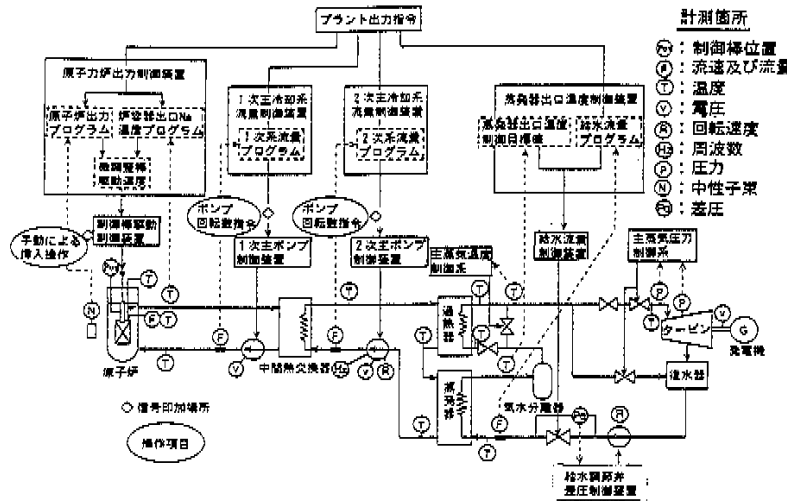 プラント出力指令
計測箇所
Pos : 制御棒位置
F : 流速及び流量
T : 温度
V : 電圧
R : 回転速度
Hz : 周波数
P : 圧力
N : 中性子束
Pd : 差圧
原子力炉出力制御装置
原子炉出力
プログラム
炉容器出口Na
温度プログラム
微調整棒
駆動速度
1次主冷却系
流量制御装置
1次系流量
プログラム
2次主冷却系
流量制御装置
2次系流量
プログラム
蒸発器出口温度制御装置
蒸発器出口温度
制御目標値
給水流量
プログラム
手動による
挿入操作
制御棒駆動
制御装置
ポンプ
回転数指令
ポンプ
回転数指令
1次主ポンプ
制御装置
2次主ポンプ
制御装置
主蒸気温度
制御系
給水流量
制御装置
主蒸気圧力
制御系
Pos
T
T
N
F
T
T
F
V
T
F
Hz
V
R
T
T
T
T
T
T
F
T
Pd
R
P
P
T
V
G
原子炉
中間熱交換器
過熱器
蒸発器
気水分離器
タービン
発電機
復水器
給水調節弁
差圧制御装置
信号印加場所
操作項目